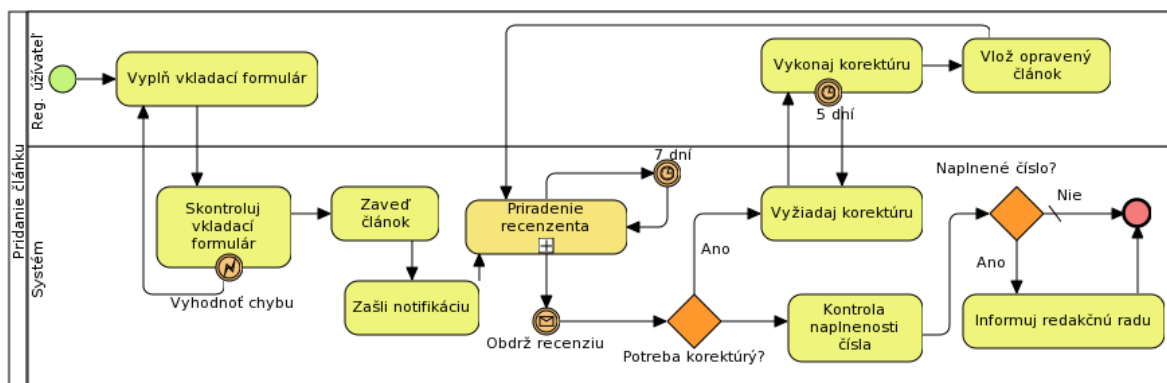 Pridanie článku
Reg. úžívateľ
Systém
Vyplň vkladací formulár
Vykonaj korektúru
Vlož opravený
článok
5 dní
7 dní
Naplnené číslo?
Skontroluj
vkladací
formulár
Zaveď
článok
Priradenie
recenzenta
Vyžiadaj korektúru
Nie
Ano
Ano
Vyhodnoť chybu
Zašli notifikáciu
Obdrž recenziu
Potreba korektúrý?
Kontrola
naplnenosti
čísla
Informuj redakčnú radu